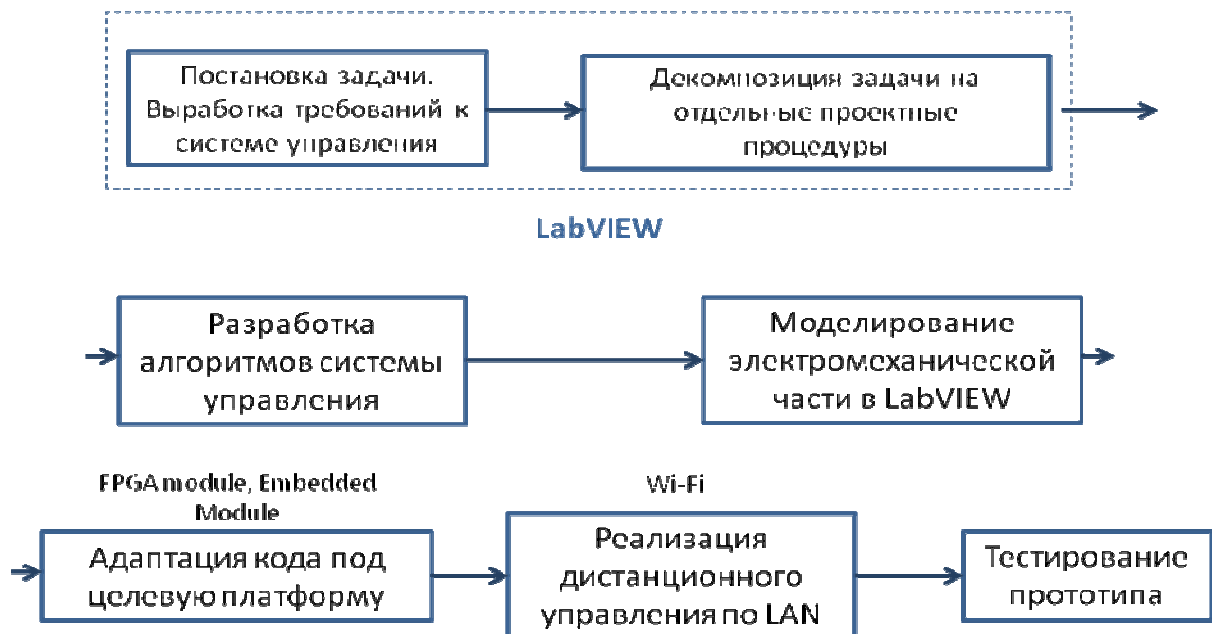 Постановка задачи.
Выработка требований к
системе управления
Декомпозиция задачи на
отдельные проектные
процедуры
LabVIEW
Разработка
алгоритмов системы
управления
Моделирование
электромеханической
части в LabVIEW
FPGA module, Embedded
Module
Адаптация кода под
целевую платформу
Wi-Fi
Реализация
дистанционного
управления по LAN
Тестирование
прототипа